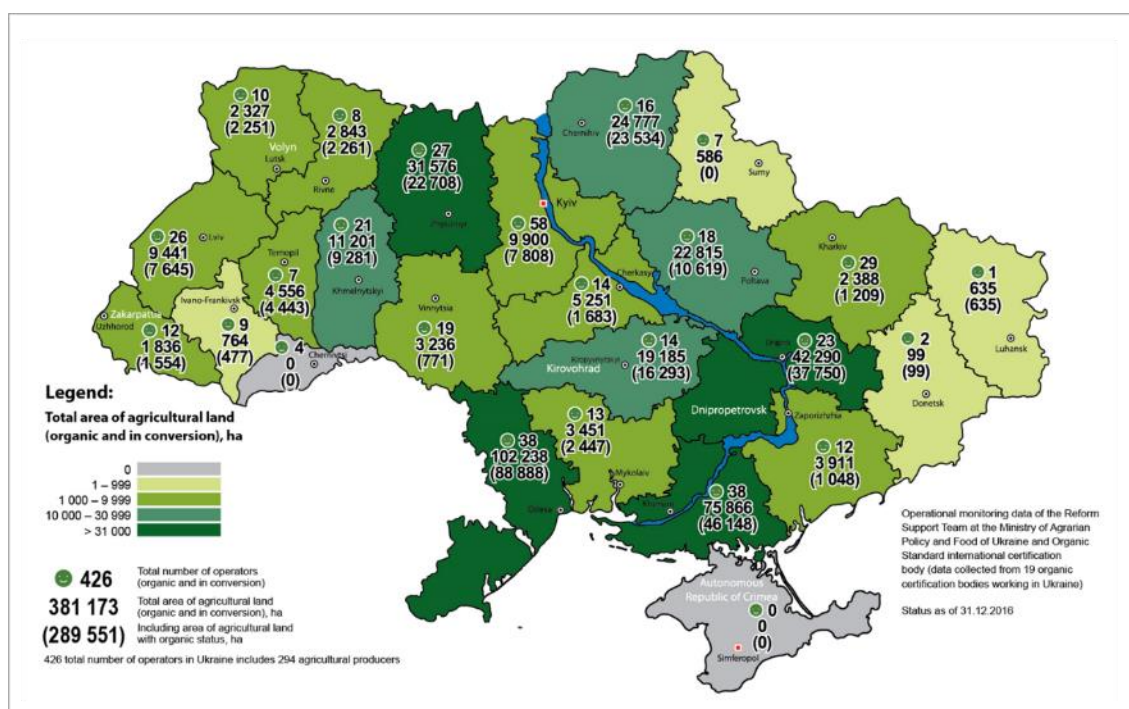 10
2 327
(2 251)
Volyn
Lutsk
8
2 843
(2 261)
Rivne
27
31 576
(22 708)
Zhytomyr
58
9 900
(7 808)
Kyiv
16
24 777
(23 534)
Chernihiv
7
586
(0)
Sumy
26
9 441
(7 645)
Lviv
Ternopil
7
4 556
(4 443)
21
11 201
(9 281)
Khmelnytskyi
Vinnytsia
19
3 236
(771)
Cherkasy
14
5 251
(1 683)
18
22 815
(10 619)
Poltava
Kharkiv
29
2 388
(1 209)
1
635
(635)
Luhansk
Zakarpattia
Uzhhorod
12
1 836
(1 554)
Ivano-Frankivsk
9
764
(477)
4
Chernivtsi
0
(0)
14
19 185
(16 293)
Kropyvnytskyi
Kirovohrad
Dnipro
23
42 290
(37 750)
Dnipropetrovsk
2
99
(99)
Donetsk
38
102 238
(88 888)
Odesa
13
3 451
(2 447)
Mykolaiv
38
75 866
(46 148)
Kherson
Zaporizhzhia
12
3 911
(1 048)
Autonomous
Republic of Crimea
0
0
(0)
Simferopol
Legend:
Total area of agricultural land
(organic and in conversion), ha
0
1 – 999
1 000 – 9 999
10 000 – 30 999
> 31 000
426 Total number of operators
(organic and in conversion)
381 173 Total area of agricultural land
(organic and in conversion), ha
(289 551) Including area of agricultural land
with organic status, ha
426 total number of operators in Ukraine includes 294 agricultural producers
Operational monitoring data of the Reform
Support Team at the Ministry of Agrarian
Policy and Food of Ukraine and Organic
Standard international certification
body (data collected from 19 organic
certification bodies working in Ukraine)
Status as of 31.12.2016